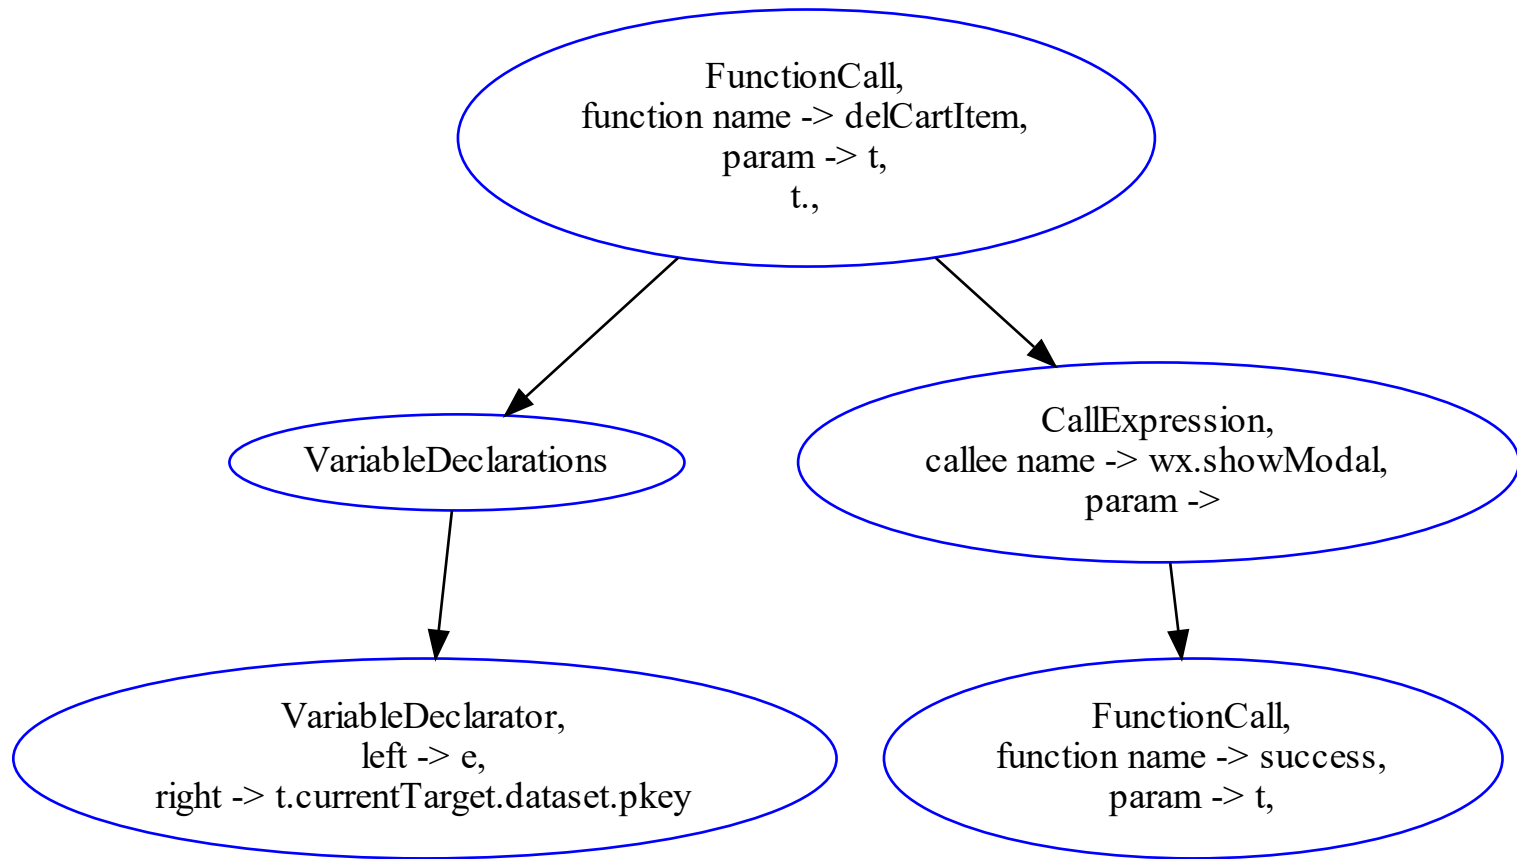 FunctionCall,
function name -> delCartItem,
param -> t,
t.,
VariableDeclarations
CallExpression,
callee name -> wx.showModal,
param ->
VariableDeclarator,
left -> e,
right -> t.currentTarget.dataset.pkey
FunctionCall,
function name -> success,
param -> t,